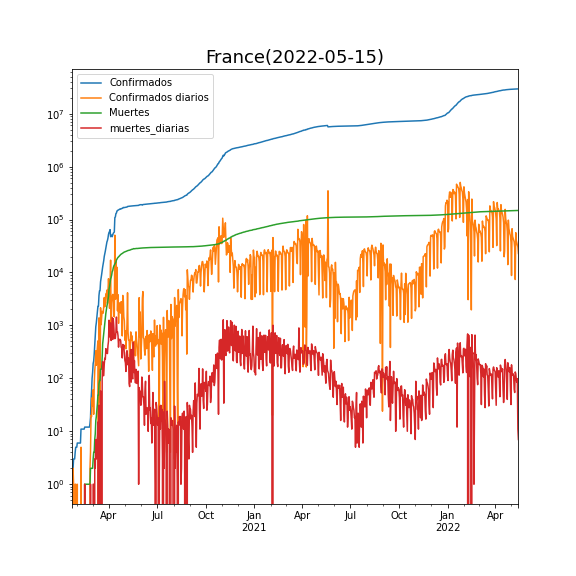 France(2022-05-15)
Confirmados
Confirmados diarios
Muertes
muertes_diarias
10⁷
10⁶
10⁵
10⁴
10³
10²
10¹
10⁰
Apr Jul Oct Jan Apr Jul Oct Jan Apr
2021 2022